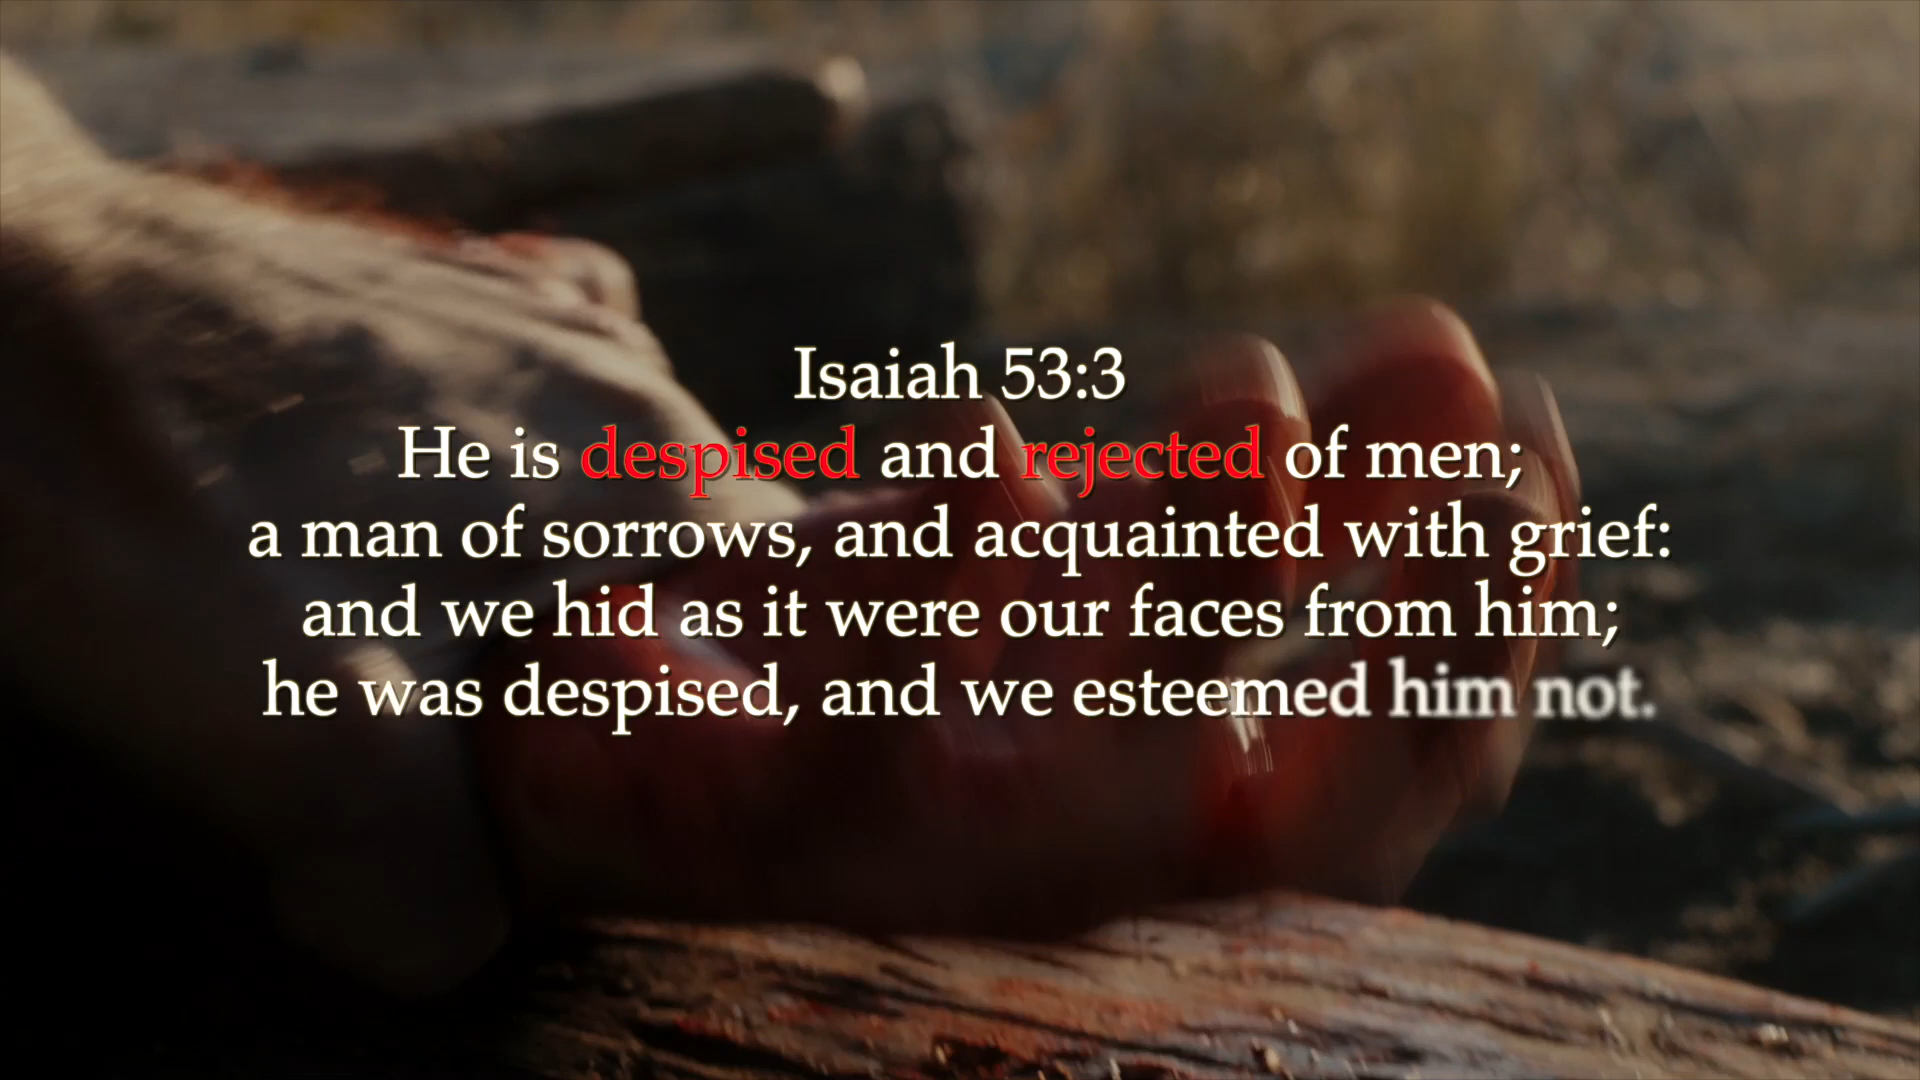 Isaiah 53:3
He is despised and rejected of men;
a man of sorrows, and acquainted with grief:
and we hid as it were our faces from him;
he was despised, and we esteemed him not.